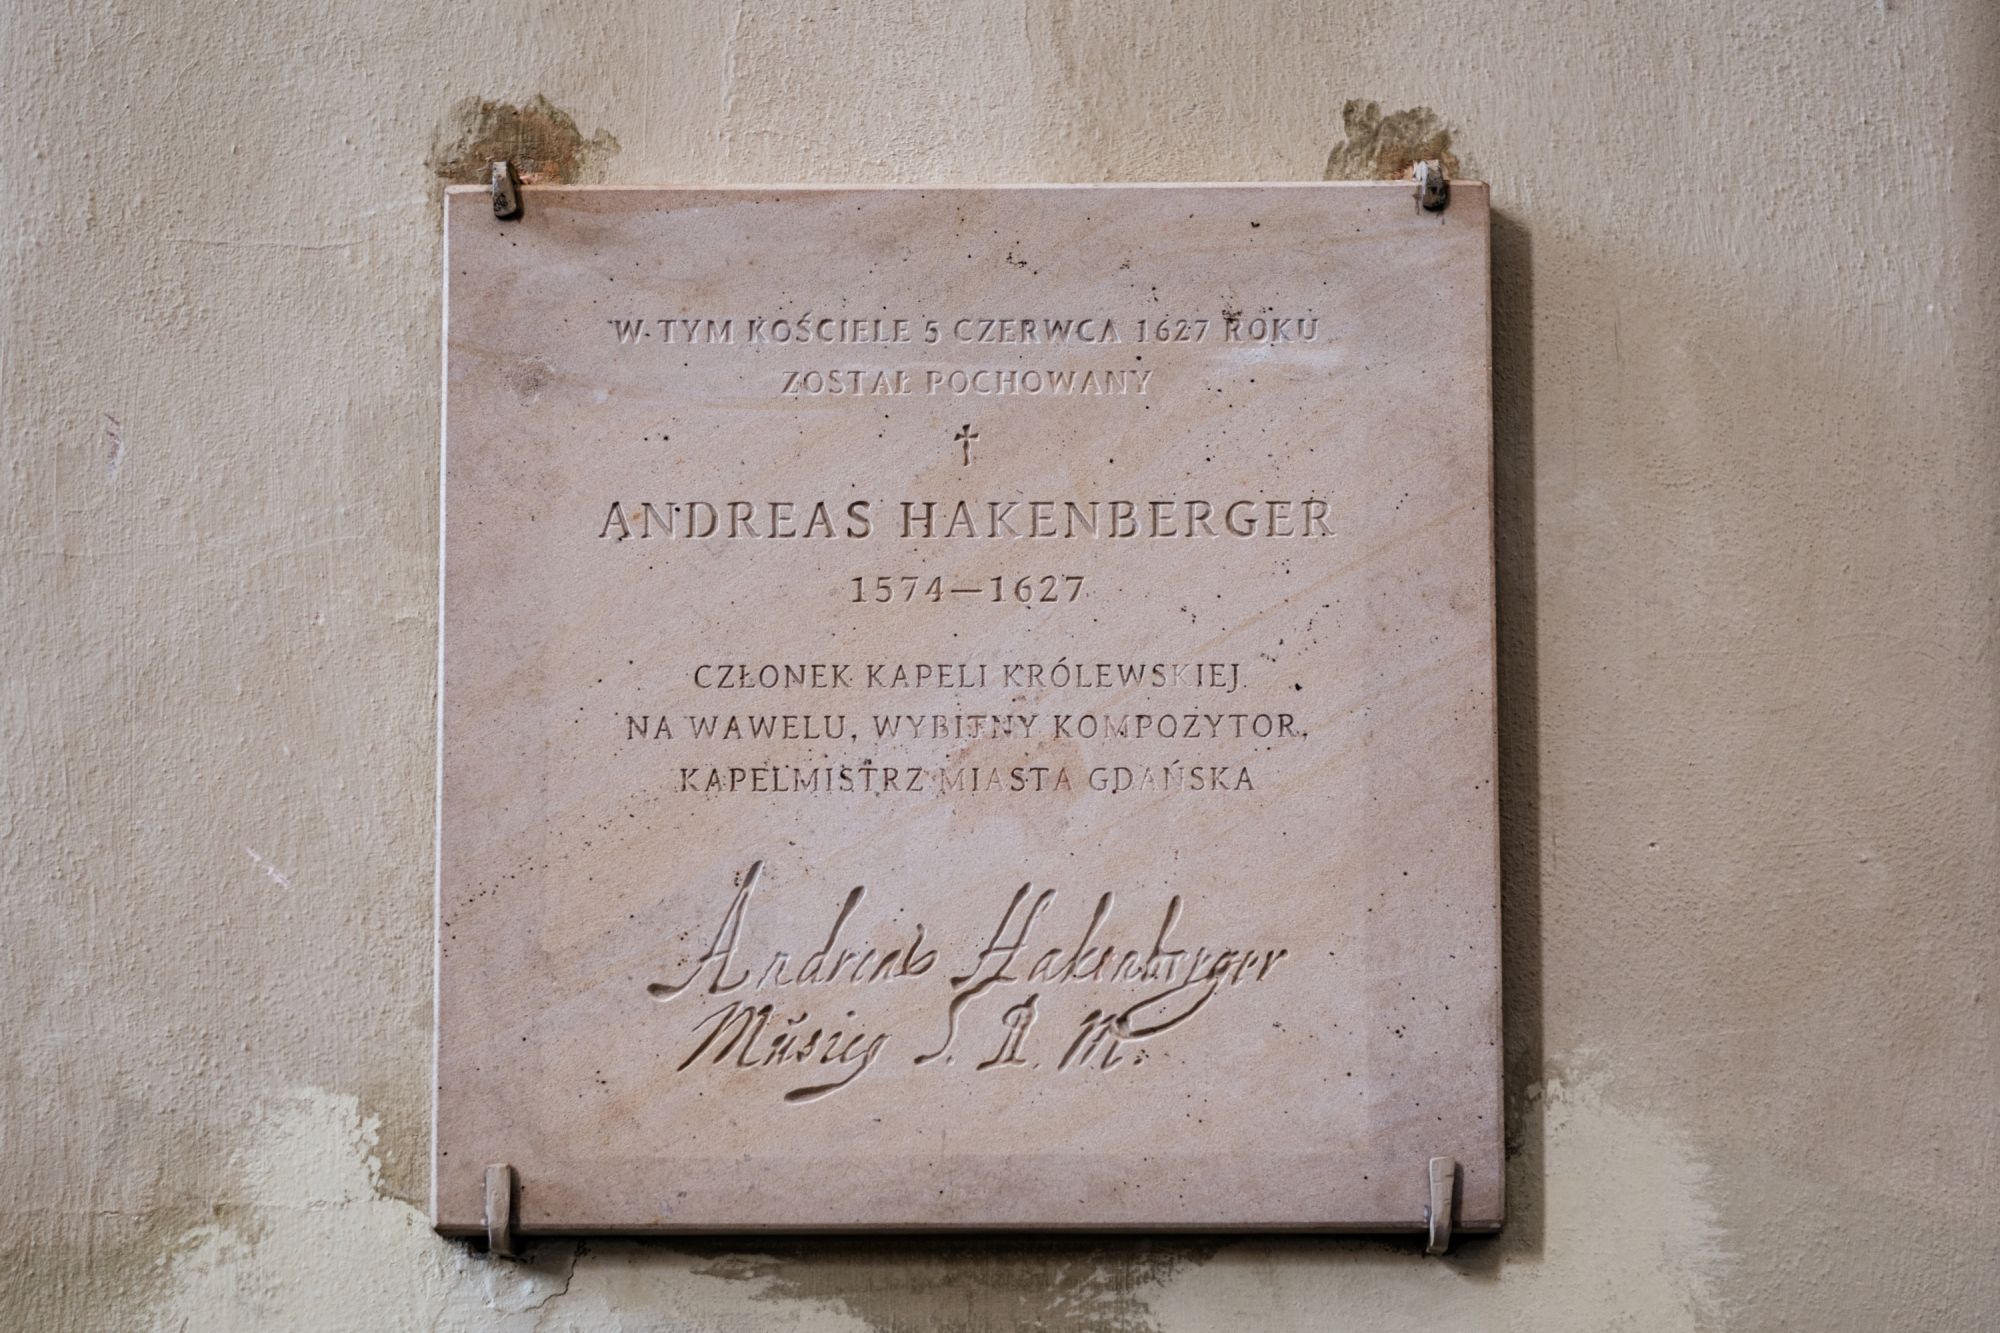 W TYM KOŚCIELE 5 CZERWCA 1627 ROKU
ZOSTAŁ POCHOWANY
ANDREAS HAKENBERGER
1574—1627
CZŁONEK KAPELI KRÓLEWSKIEJ
NA WAWELU, WYBITNY KOMPOZYTOR,
KAPELMISTRZ MIASTA GDAŃSKA
Andreas Hakenberger
S. R. M.